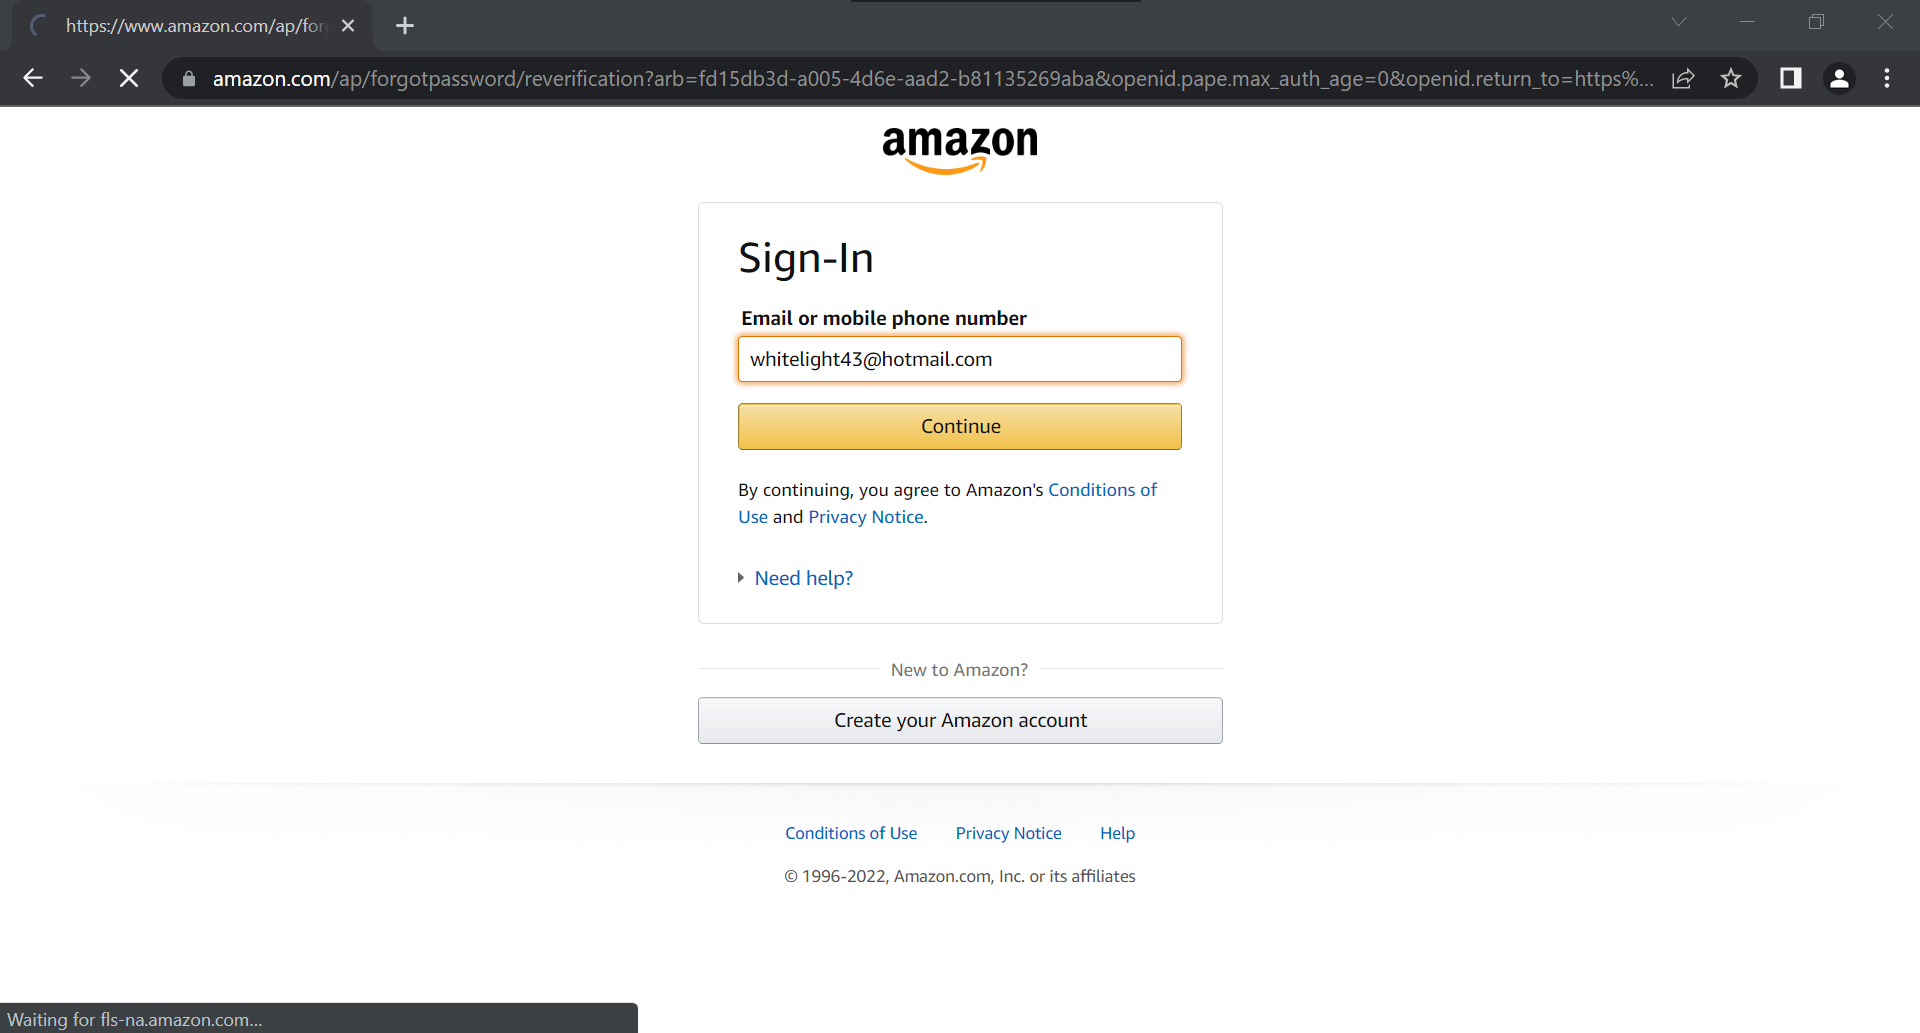 https://www.amazon.com/ap/for
amazon.com/ap/forgotpassword/reverification?arb=fd15db3d-a005-4d6e-aad2-b81135269aba&openid.pape.max_auth_age=0&openid.return_to=https%...
amazon
Sign-In
Email or mobile phone number
whitelight43@hotmail.com
Continue
By continuing, you agree to Amazon's Conditions of
Use and Privacy Notice.
Need help?
New to Amazon?
Create your Amazon account
Conditions of Use Privacy Notice Help
© 1996-2022, Amazon.com, Inc. or its affiliates
Waiting for fls-na.amazon.com...